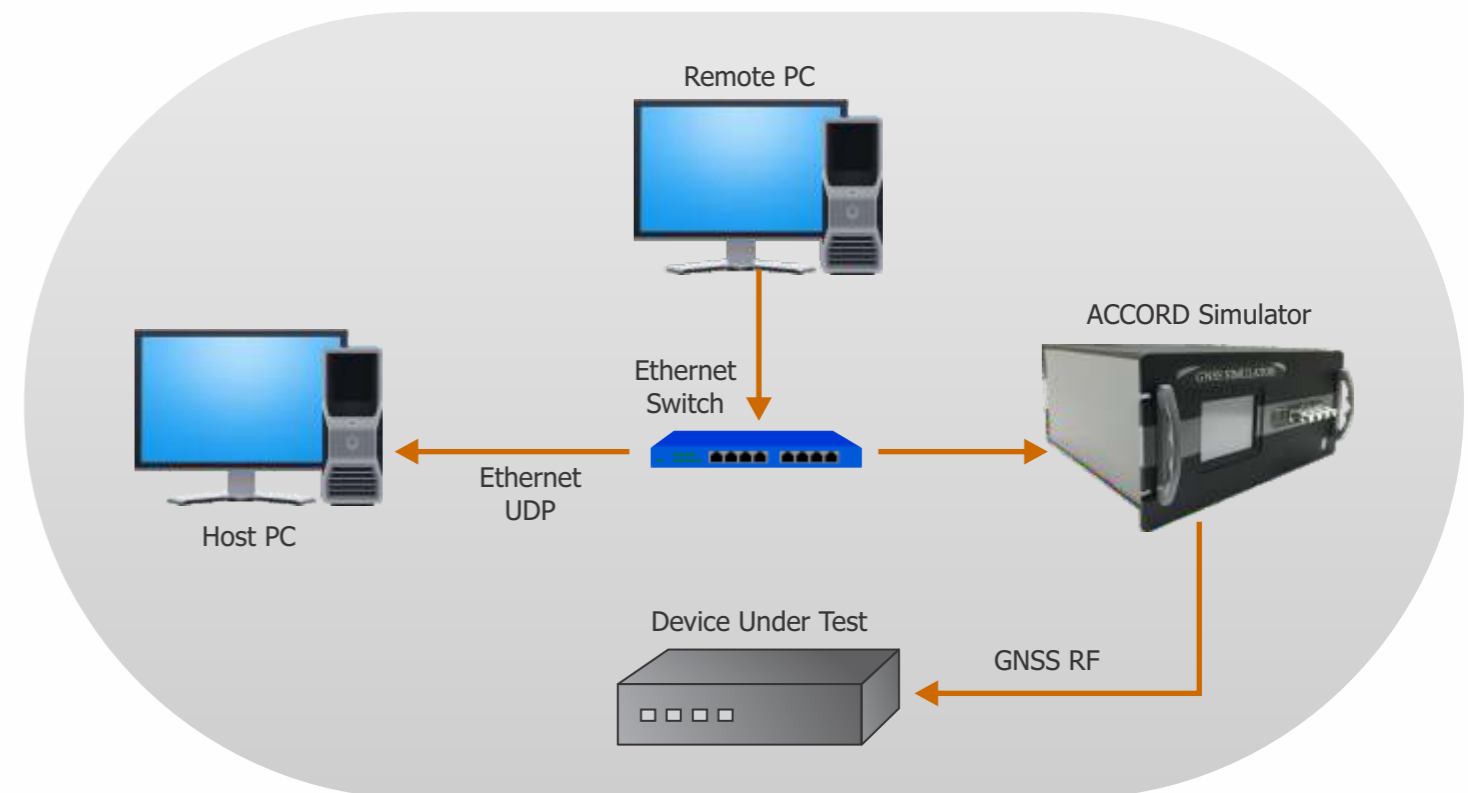 Remote PC
ACCORD Simulator
GNSS SIMULATOR
Ethernet
Switch
Ethernet
UDP
Host PC
Device Under Test
GNSS RF